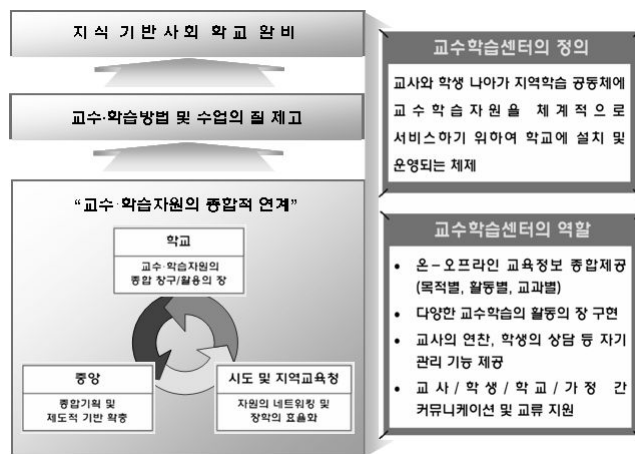 지식 기반사회 학교 완비
교수·학습방법 및 수업의 질 제고
“교수·학습자원의 종합적 연계”
학교
교수·학습자원의
종합 창구/활용의 장
중앙
종합기획 및
제도적 기반 확충
시도 및 지역교육청
자원의 네트워킹 및
장학의 효율화
교수학습센터의 정의
교사와 학생 나아가 지역학습 공동체에
교수학습자원을 체계적으로
서비스하기 위하여 학교에 설치 및
운영되는 체제
교수학습센터의 역할
• 온-오프라인 교육정보 종합제공
(목적별, 활동별, 교과별)
• 다양한 교수학습의 활동의 장 구현
• 교사의 연찬, 학생의 상담 등 자기
관리 기능 제공
• 교사/학생/학교/가정 간
커뮤니케이션 및 교류 지원